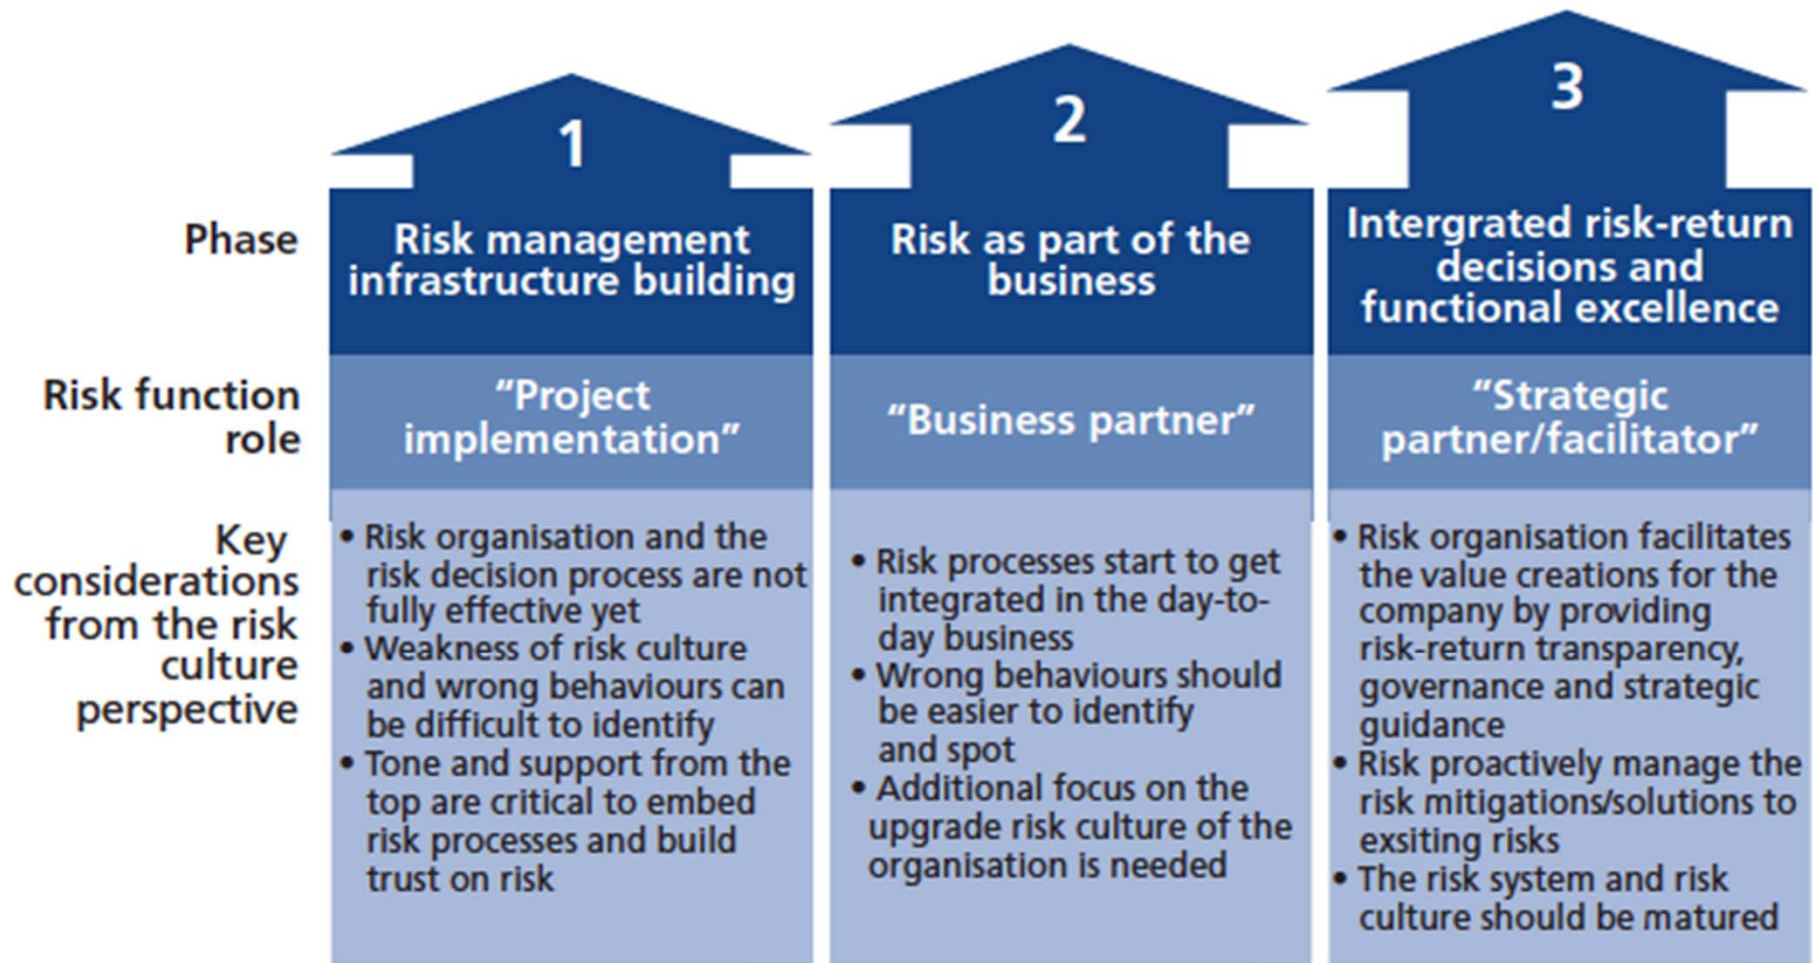 1
2
3
Phase
Risk management
infrastructure building
Risk as part of the
business
Intergrated risk-return
decisions and
functional excellence
Risk function
role
“Project
implementation”
“Business partner”
“Strategic
partner/facilitator”
Key
considerations
from the risk
culture
perspective
• Risk organisation and the
risk decision process are not
fully effective yet
• Weakness of risk culture
and wrong behaviours can
be difficult to identify
• Tone and support from the
top are critical to embed
risk processes and build
trust on risk
• Risk processes start to get
integrated in the day-to-
day business
• Wrong behaviours should
be easier to identify
and spot
• Additional focus on the
upgrade risk culture of the
organisation is needed
• Risk organisation facilitates
the value creations for the
company by providing
risk-return transparency,
governance and strategic
guidance
• Risk proactively manage the
risk mitigations/solutions to
exsiting risks
• The risk system and risk
culture should be matured